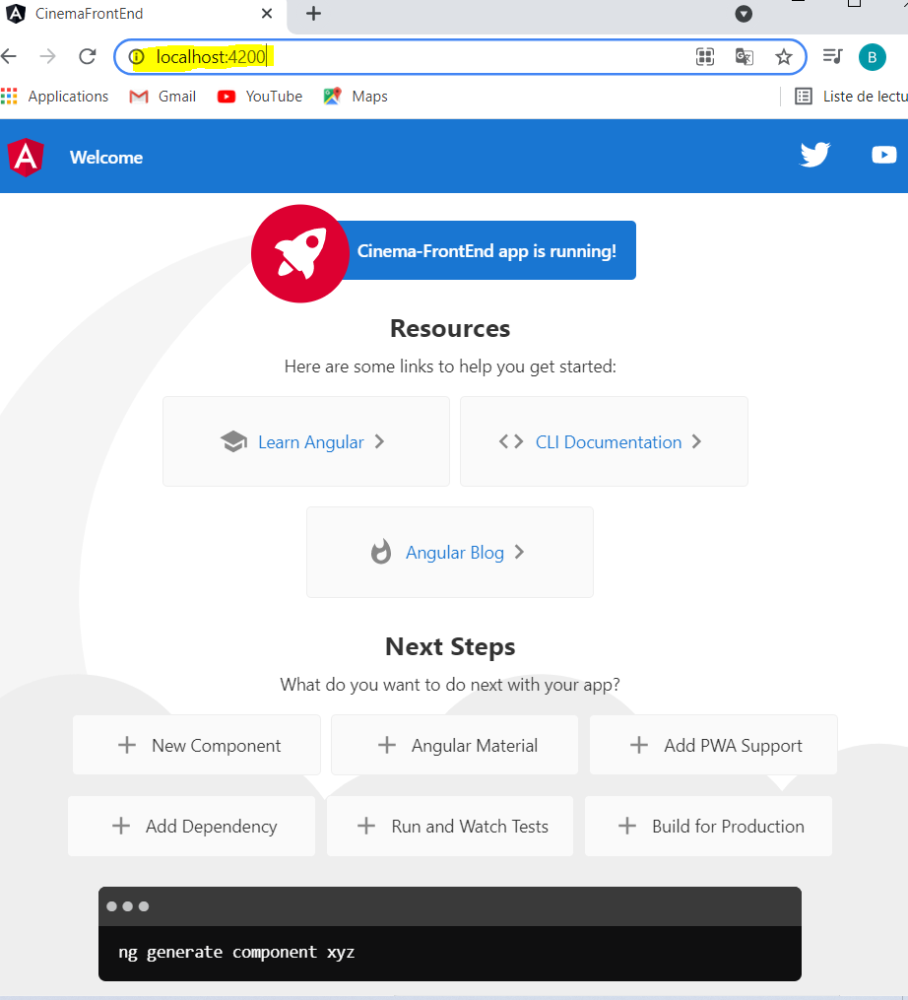 CinemaFrontEnd
localhost:4200
B
Applications Gmail YouTube Maps
Welcome
Cinema-FrontEnd app is running!
Resources
Here are some links to help you get started:
Learn Angular
CLI Documentation
Angular Blog
Next Steps
What do you want to do next with your app?
New Component
Angular Material
Add PWA Support
Add Dependency
Run and Watch Tests
Build for Production
ng generate component xyz
Liste de lectu